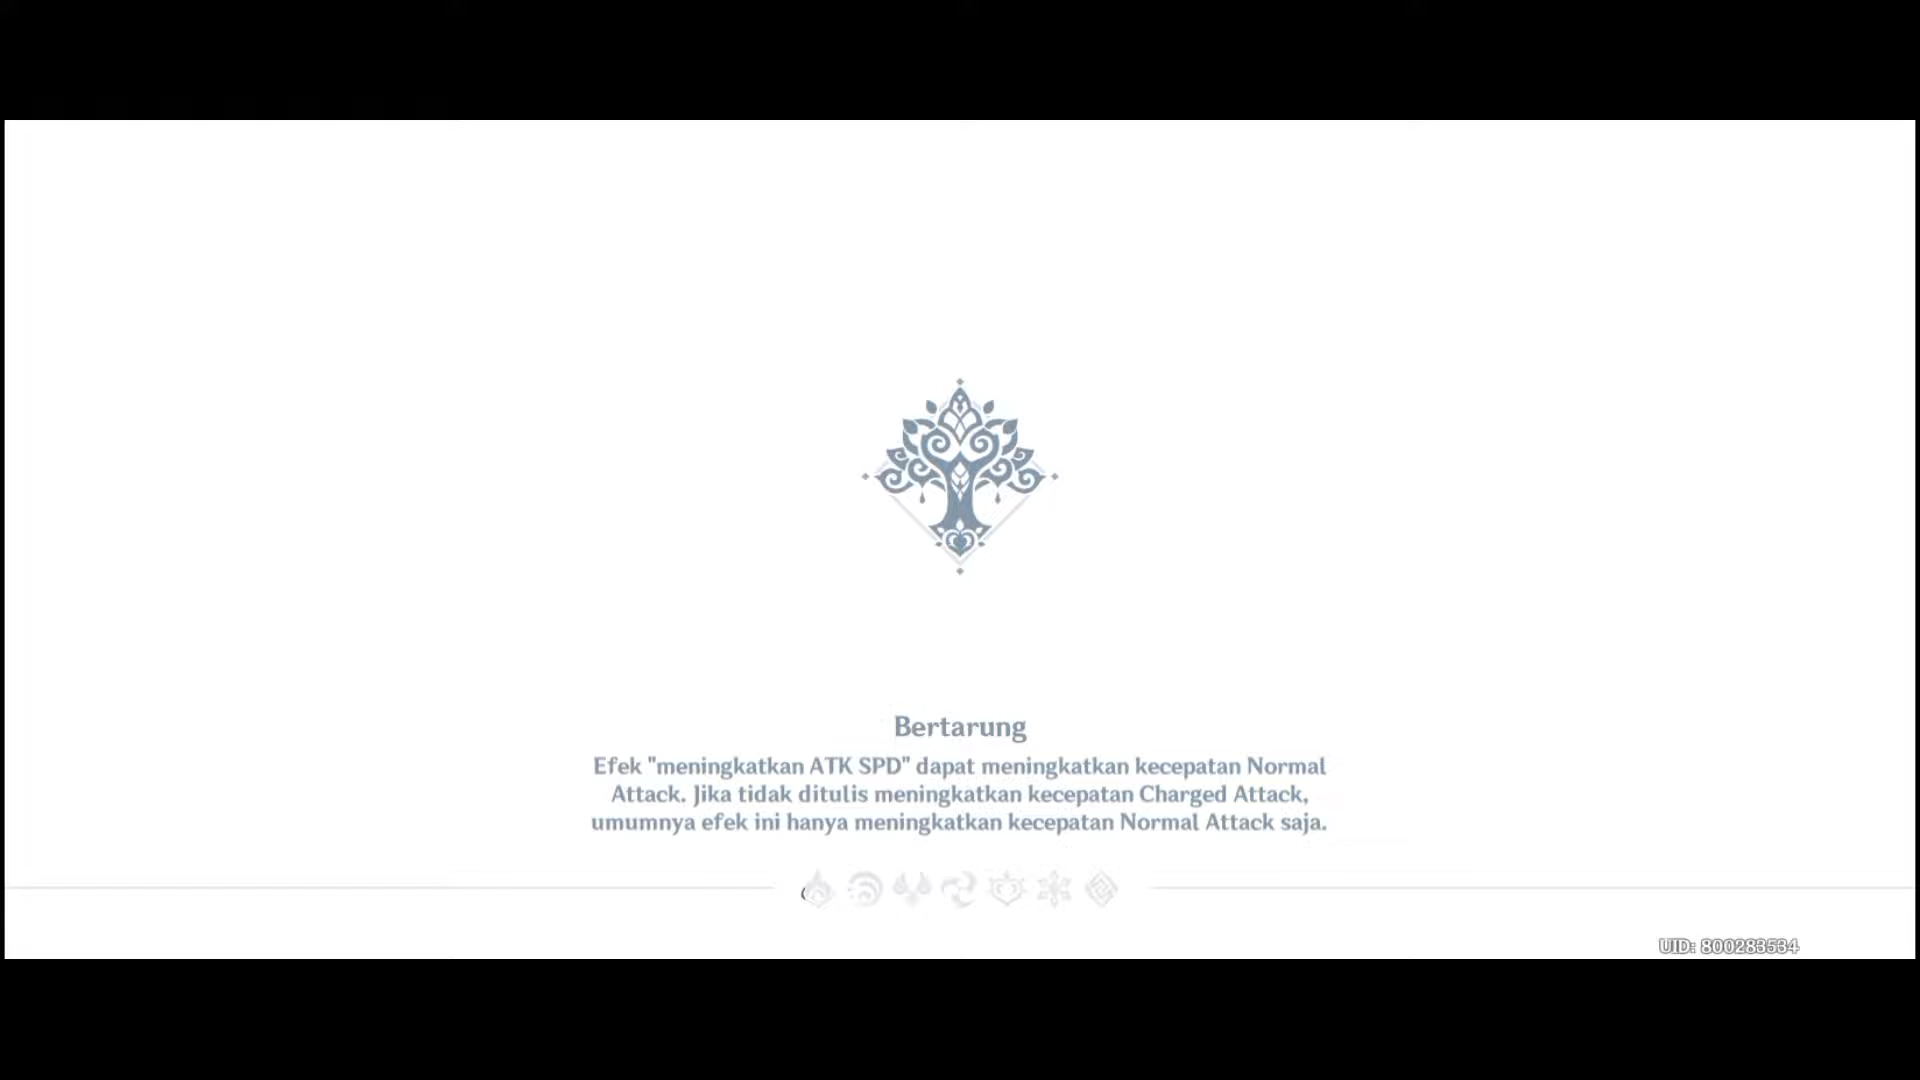 Bertarung
Efek "meningkatkan ATK SPD" dapat meningkatkan kecepatan Normal
Attack. Jika tidak ditulis meningkatkan kecepatan Charged Attack,
umumnya efek ini hanya meningkatkan kecepatan Normal Attack saja.
UID: 800283534